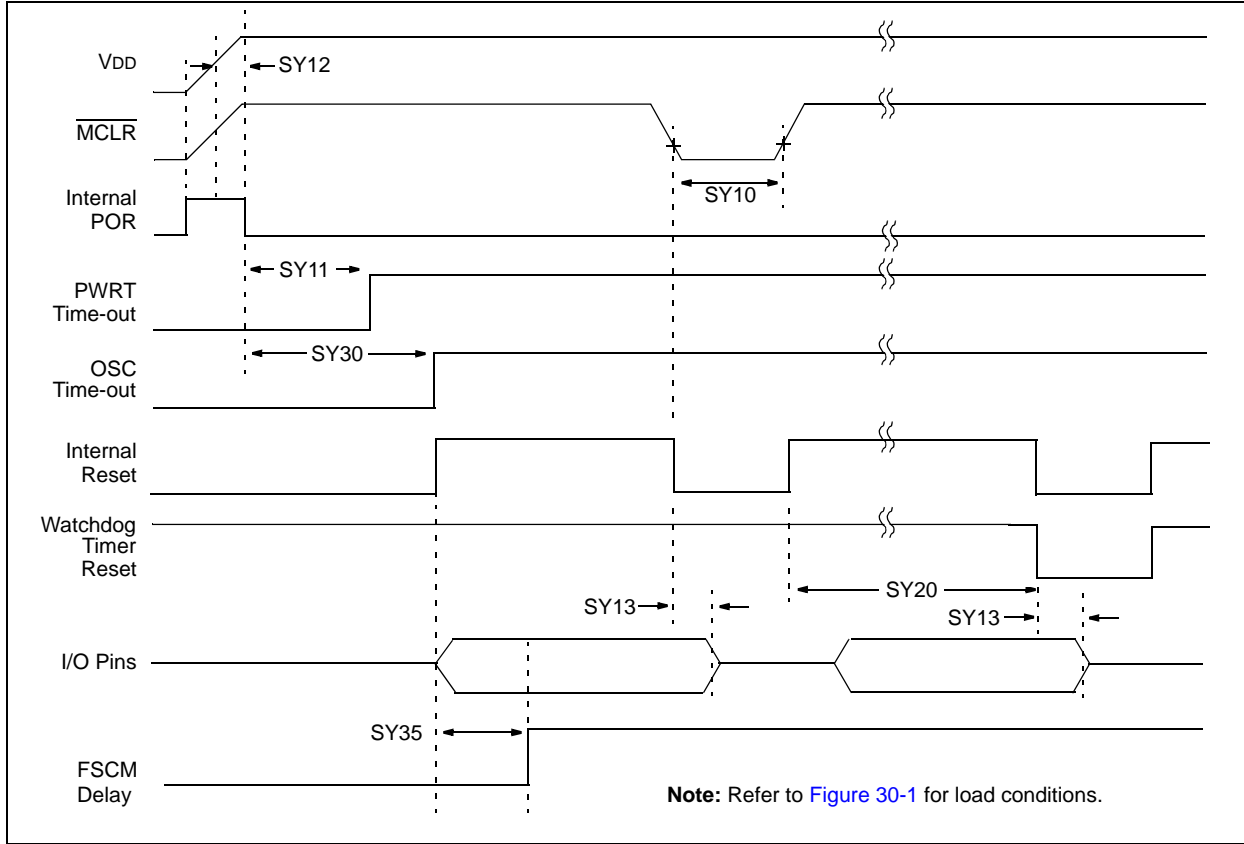 VDD
SY12
MCLR
SY10
Internal
POR
SY11
PWRT
Time-out
SY30
OSC
Time-out
Internal
Reset
Watchdog
Timer
Reset
SY20
SY13
SY13
I/O Pins
SY35
FSCM
Delay
Note: Refer to Figure 30-1 for load conditions.